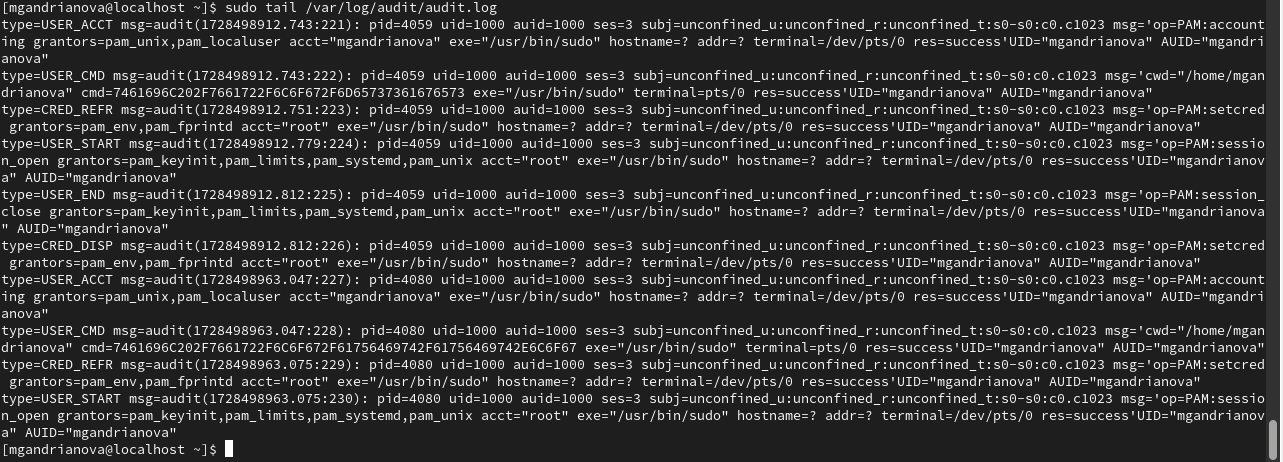 [mgandrianova@localhost ~]$ sudo tail /var/log/audit/audit.log
type=USER_ACCT msg=audit(1728498912.743:221): pid=4059 uid=1000 auid=1000 ses=3 subj=unconfined_u:unconfined_r:unconfined_t:s0-s0:c0.c1023 msg='op=PAM:account
ing grantors=pam_unix,pam_localuser acct="mgandrianova" exe="/usr/bin/sudo" hostname=? addr=? terminal=/dev/pts/0 res=success'UID="mgandrianova" AUID="mgandri
anova"
type=USER_CMD msg=audit(1728498912.743:222): pid=4059 uid=1000 auid=1000 ses=3 subj=unconfined_u:unconfined_r:unconfined_t:s0-s0:c0.c1023 msg='cwd="/home/mgan
drianova" cmd=7461696C202F7661722F6C6F672F6D65737361676573 exe="/usr/bin/sudo" terminal=pts/0 res=success'UID="mgandrianova" AUID="mgandrianova"
type=CRED_REFR msg=audit(1728498912.751:223): pid=4059 uid=1000 auid=1000 ses=3 subj=unconfined_u:unconfined_r:unconfined_t:s0-s0:c0.c1023 msg='op=PAM:setcred
 grantors=pam_env,pam_fprintd acct="root" exe="/usr/bin/sudo" hostname=? addr=? terminal=/dev/pts/0 res=success'UID="mgandrianova" AUID="mgandrianova"
type=USER_START msg=audit(1728498912.779:224): pid=4059 uid=1000 auid=1000 ses=3 subj=unconfined_u:unconfined_r:unconfined_t:s0-s0:c0.c1023 msg='op=PAM:sessio
n_open grantors=pam_keyinit,pam_limits,pam_systemd,pam_unix acct="root" exe="/usr/bin/sudo" hostname=? addr=? terminal=/dev/pts/0 res=success'UID="mgandrianov
a" AUID="mgandrianova"
type=USER_END msg=audit(1728498912.812:225): pid=4059 uid=1000 auid=1000 ses=3 subj=unconfined_u:unconfined_r:unconfined_t:s0-s0:c0.c1023 msg='op=PAM:session_
close grantors=pam_keyinit,pam_limits,pam_systemd,pam_unix acct="root" exe="/usr/bin/sudo" hostname=? addr=? terminal=/dev/pts/0 res=success'UID="mgandrianova
" AUID="mgandrianova"
type=CRED_DISP msg=audit(1728498912.812:226): pid=4059 uid=1000 auid=1000 ses=3 subj=unconfined_u:unconfined_r:unconfined_t:s0-s0:c0.c1023 msg='op=PAM:setcred
 grantors=pam_env,pam_fprintd acct="root" exe="/usr/bin/sudo" hostname=? addr=? terminal=/dev/pts/0 res=success'UID="mgandrianova" AUID="mgandrianova"
type=USER_ACCT msg=audit(1728498963.047:227): pid=4080 uid=1000 auid=1000 ses=3 subj=unconfined_u:unconfined_r:unconfined_t:s0-s0:c0.c1023 msg='op=PAM:account
ing grantors=pam_unix,pam_localuser acct="mgandrianova" exe="/usr/bin/sudo" hostname=? addr=? terminal=/dev/pts/0 res=success'UID="mgandrianova" AUID="mgandri
anova"
type=USER_CMD msg=audit(1728498963.047:228): pid=4080 uid=1000 auid=1000 ses=3 subj=unconfined_u:unconfined_r:unconfined_t:s0-s0:c0.c1023 msg='cwd="/home/mgan
drianova" cmd=7461696C202F7661722F6C6F672F61756469742F61756469742E6C6F67 exe="/usr/bin/sudo" terminal=pts/0 res=success'UID="mgandrianova" AUID="mgandrianova"
type=CRED_REFR msg=audit(1728498963.075:229): pid=4080 uid=1000 auid=1000 ses=3 subj=unconfined_u:unconfined_r:unconfined_t:s0-s0:c0.c1023 msg='op=PAM:setcred
 grantors=pam_env,pam_fprintd acct="root" exe="/usr/bin/sudo" hostname=? addr=? terminal=/dev/pts/0 res=success'UID="mgandrianova" AUID="mgandrianova"
type=USER_START msg=audit(1728498963.075:230): pid=4080 uid=1000 auid=1000 ses=3 subj=unconfined_u:unconfined_r:unconfined_t:s0-s0:c0.c1023 msg='op=PAM:sessio
n_open grantors=pam_keyinit,pam_limits,pam_systemd,pam_unix acct="root" exe="/usr/bin/sudo" hostname=? addr=? terminal=/dev/pts/0 res=success'UID="mgandrianov
a" AUID="mgandrianova"
[mgandrianova@localhost ~]$